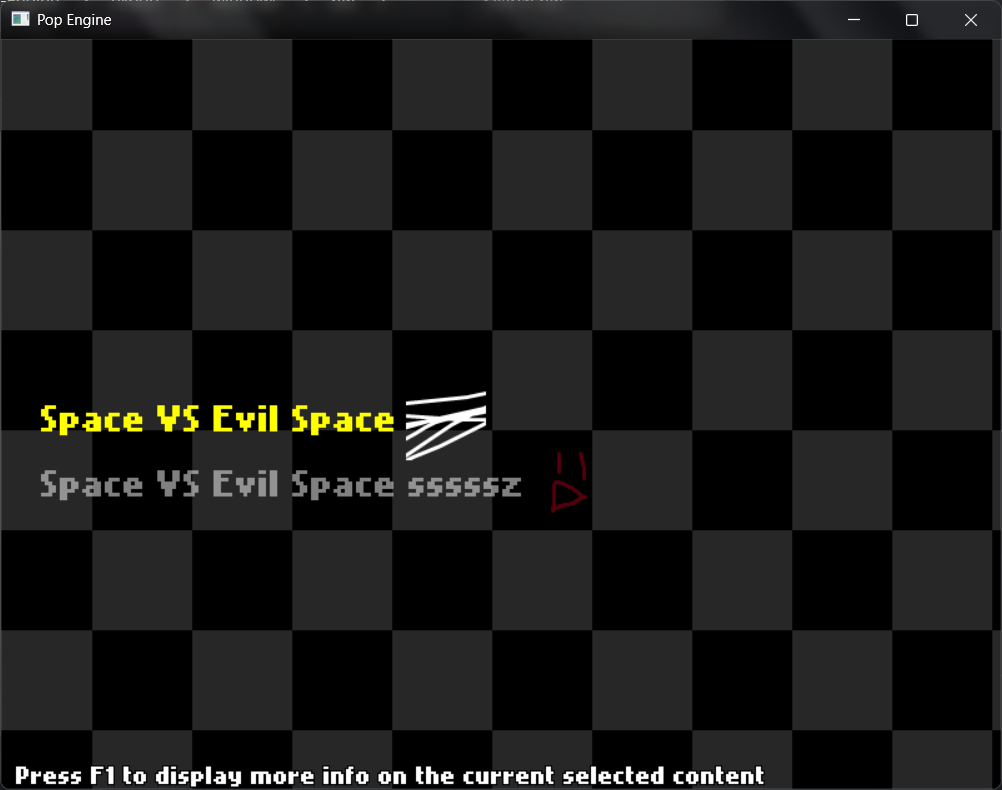 Pop Engine
Space VS Evil Space
Space VS Evil Space sssssz
Press F1 to display more info on the current selected content